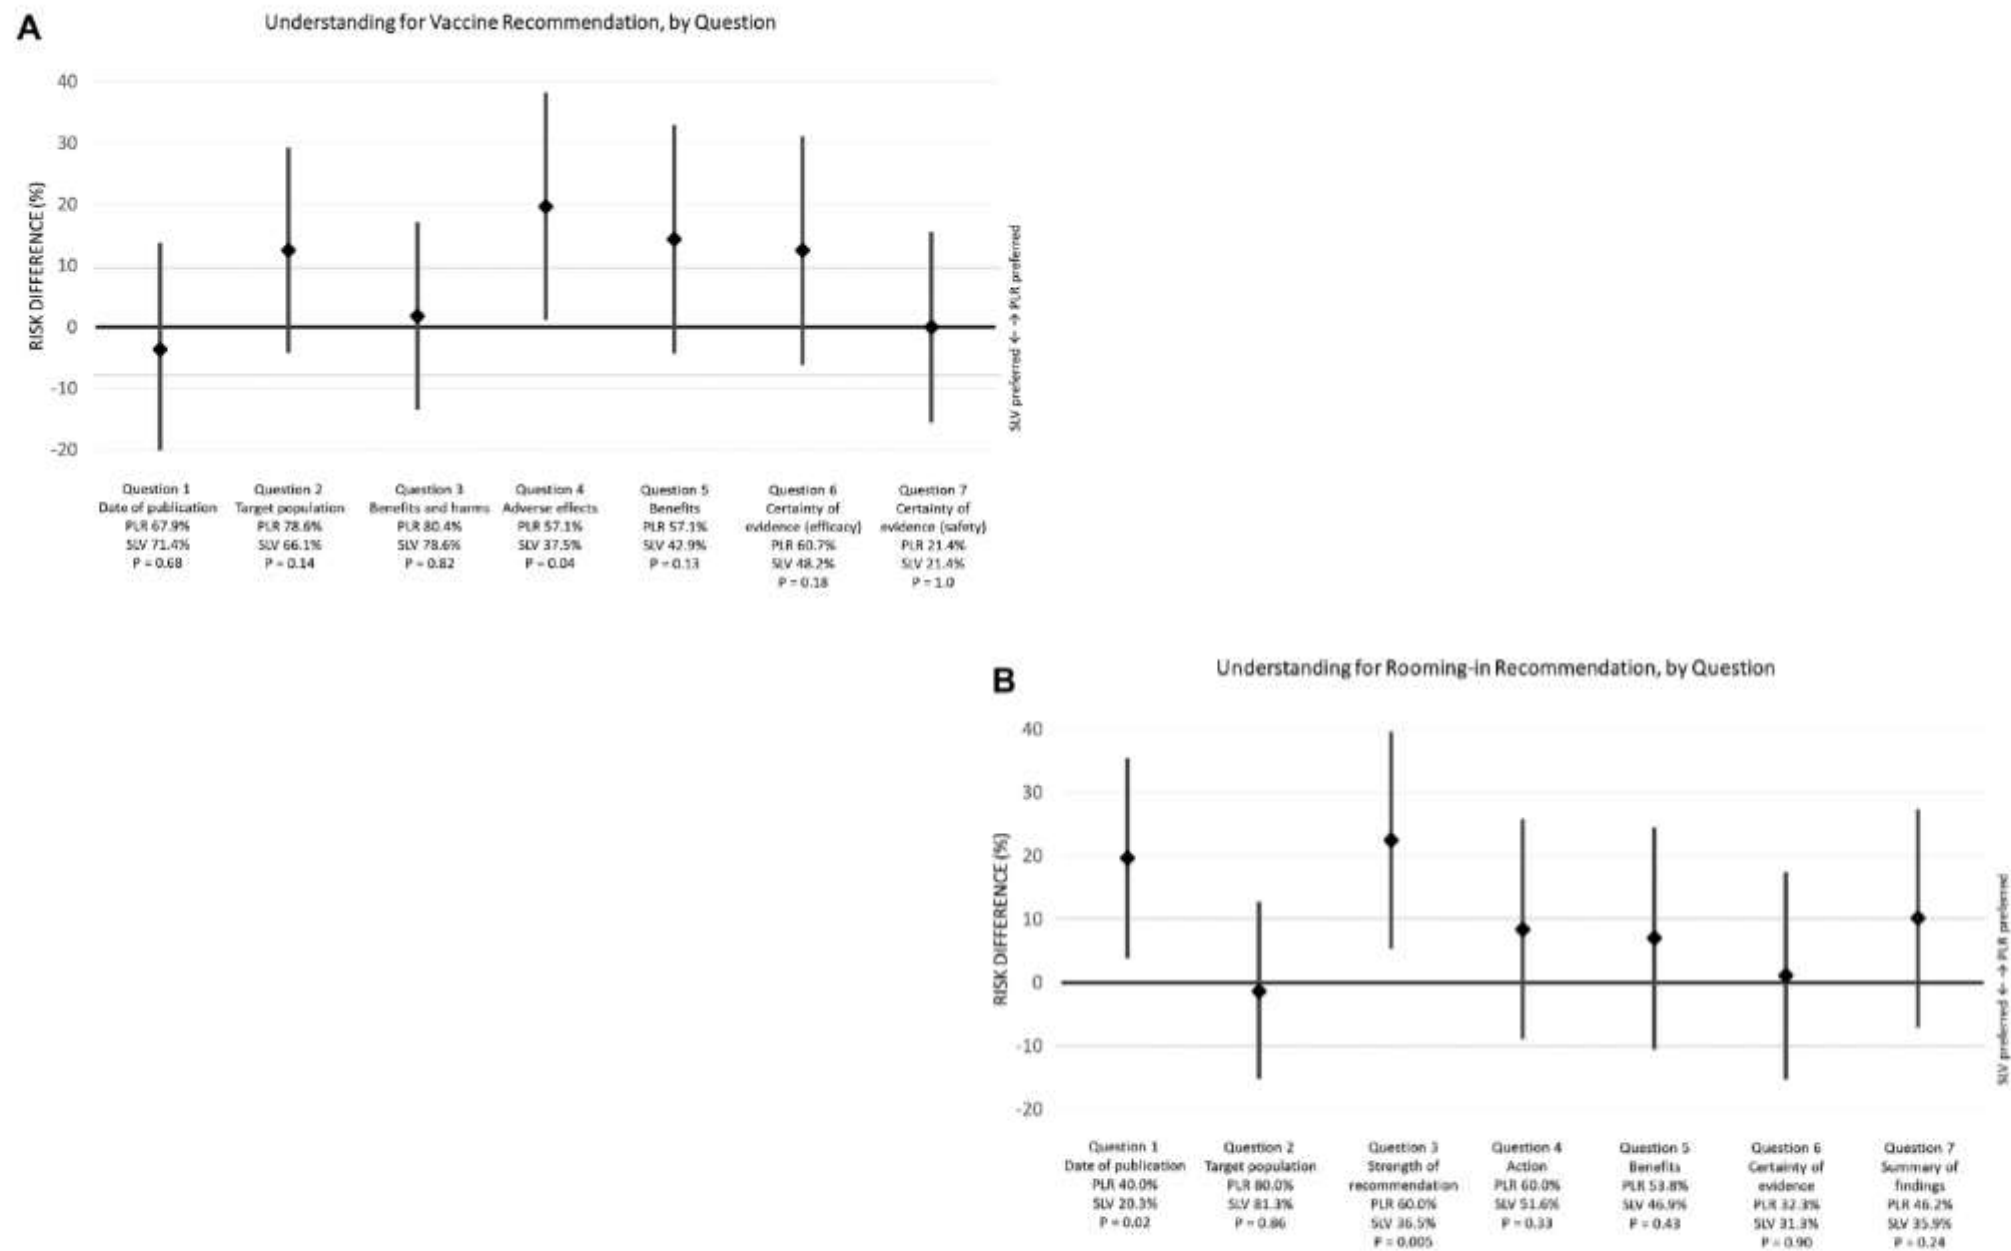 A
Understanding for Vaccine Recommendation, by Question
40
30
20
10
0
-10
-20
RISK DIFFERENCE (%)
SLV preferred ← → PLR preferred
Question 1
Date of publication
PLR 67.9%
SLV 71.4%
P = 0.68
Question 2
Target population
PLR 78.6%
SLV 66.1%
P = 0.14
Question 3
Benefits and harms
PLR 80.4%
SLV 78.6%
P = 0.82
Question 4
Adverse effects
PLR 57.1%
SLV 37.5%
P = 0.04
Question 5
Benefits
PLR 57.1%
SLV 42.9%
P = 0.13
Question 6
Certainty of
evidence (efficacy)
PLR 60.7%
SLV 48.2%
P = 0.18
Question 7
Certainty of
evidence (safety)
PLR 21.4%
SLV 21.4%
P = 1.0
B
Understanding for Rooming-in Recommendation, by Question
40
30
20
10
0
-10
-20
RISK DIFFERENCE (%)
SLV preferred ← → PLR preferred
Question 1
Date of publication
PLR 40.0%
SLV 20.3%
P = 0.02
Question 2
Target population
PLR 80.0%
SLV 81.3%
P = 0.86
Question 3
Strength of
recommendation
PLR 60.0%
SLV 36.5%
P = 0.005
Question 4
Action
PLR 60.0%
SLV 51.6%
P = 0.33
Question 5
Benefits
PLR 53.8%
SLV 46.9%
P = 0.43
Question 6
Certainty of
evidence
PLR 32.3%
SLV 31.3%
P = 0.90
Question 7
Summary of
findings
PLR 46.2%
SLV 35.9%
P = 0.24